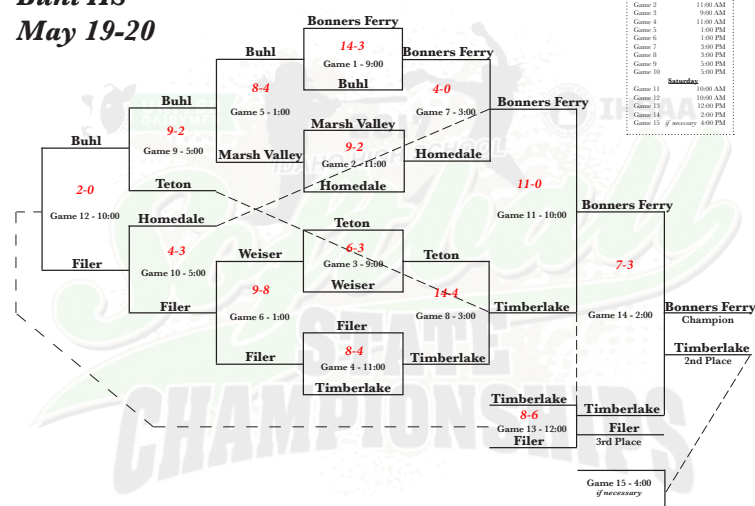 Buhl HS
May 19-20
Game 2 11:00 AM
Game 3 9:00 AM
Game 4 11:00 AM
Game 5 1:00 PM
Game 6 1:00 PM
Game 7 3:00 PM
Game 8 3:00 PM
Game 9 5:00 PM
Game 10 5:00 PM
Saturday
Game 11 10:00 AM
Game 12 10:00 AM
Game 13 12:00 PM
Game 14 2:00 PM
Game 15 if necessary 4:00 PM
Bonners Ferry
14-3
Game 1 - 9:00
Buhl
Marsh Valley
9-2
Game 2 - 11:00
Homedale
Teton
6-3
Game 3 - 9:00
Weiser
Filer
8-4
Game 4 - 11:00
Timberlake
Buhl
8-4
Game 5 - 1:00
Marsh Valley
Weiser
9-8
Game 6 - 1:00
Filer
Bonners Ferry
4-0
Game 7 - 3:00
Homedale
Teton
14-4
Game 8 - 3:00
Timberlake
Buhl
9-2
Game 9 - 5:00
Teton
Homedale
4-3
Game 10 - 5:00
Filer
Bonners Ferry
11-0
Game 11 - 10:00
Timberlake
Buhl
2-0
Game 12 - 10:00
Filer
Timberlake
8-6
Game 13 - 12:00
Filer
Bonners Ferry
7-3
Game 14 - 2:00
Timberlake
Filer
3rd Place
Bonners Ferry
Champion
Timberlake
2nd Place
Game 15 - 4:00
if necessary
Softball
STATE
CHAMPIONSHIPS